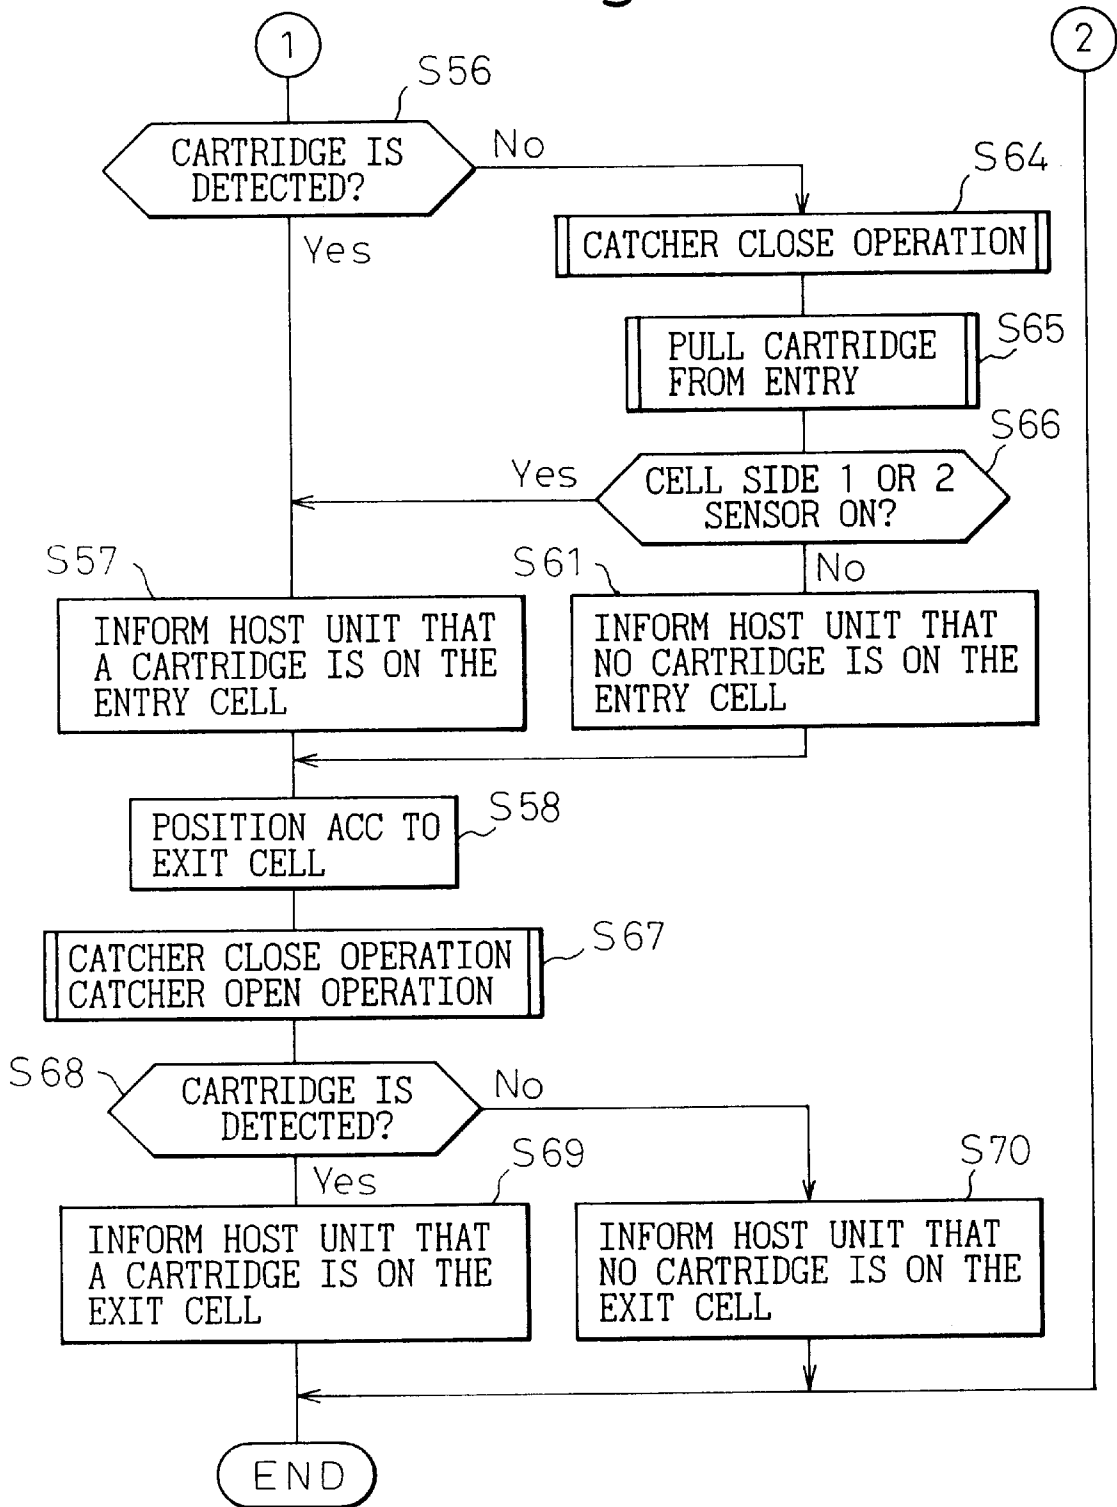 1
2
S56
CARTRIDGE IS
DETECTED?
No
Yes
S64
CATCHER CLOSE OPERATION
S65
PULL CARTRIDGE
FROM ENTRY
S66
CELL SIDE 1 OR 2
SENSOR ON?
Yes
No
S57
INFORM HOST UNIT THAT
A CARTRIDGE IS ON THE
ENTRY CELL
S61
INFORM HOST UNIT THAT
NO CARTRIDGE IS ON THE
ENTRY CELL
S58
POSITION ACC TO
EXIT CELL
S67
CATCHER CLOSE OPERATION
CATCHER OPEN OPERATION
S68
CARTRIDGE IS
DETECTED?
No
Yes
S69
INFORM HOST UNIT THAT
A CARTRIDGE IS ON THE
EXIT CELL
S70
INFORM HOST UNIT THAT
NO CARTRIDGE IS ON THE
EXIT CELL
END